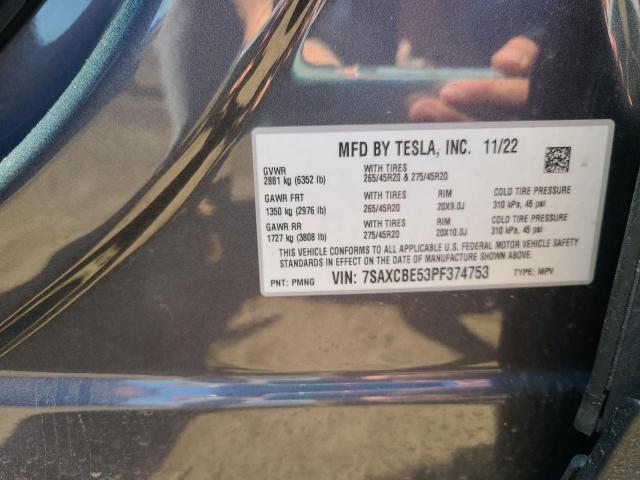 MFD BY TESLA, INC. 11/22
GVWR WITH TIRES
2881 kg (6352 lb) 265/45R20 & 275/45R20
GAWR FRT WITH TIRES RIM COLD TIRE PRESSURE
1350 kg (2976 lb) 265/45R20 20X9.0J 310 kPa, 45 psi
GAWR RR WITH TIRES RIM COLD TIRE PRESSURE
1727 kg (3808 lb) 275/45R20 20X10.0J 310 kPa, 45 psi
THIS VEHICLE CONFORMS TO ALL APPLICABLE U.S. FEDERAL MOTOR VEHICLE SAFETY
STANDARDS IN EFFECT ON THE DATE OF MANUFACTURE SHOWN ABOVE.
PNT: PMNG VIN: 7SAXCBE53PF374753 TYPE: MPV